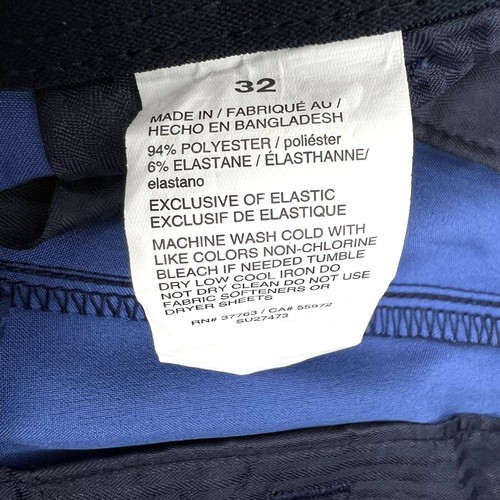 32
MADE IN / FABRIQUÉ AU /
HECHO EN BANGLADESH
94% POLYESTER / poliéster
6% ELASTANE / ÉLASTHANNE/
elastano
EXCLUSIVE OF ELASTIC
EXCLUSIF DE ELASTIQUE
MACHINE WASH COLD WITH
LIKE COLORS NON-CHLORINE
BLEACH IF NEEDED TUMBLE
DRY LOW COOL IRON DO
NOT DRY CLEAN DO NOT USE
FABRIC SOFTENERS OR
DRYER SHEETS
RN# 37763 / CA# 55972
SU27473